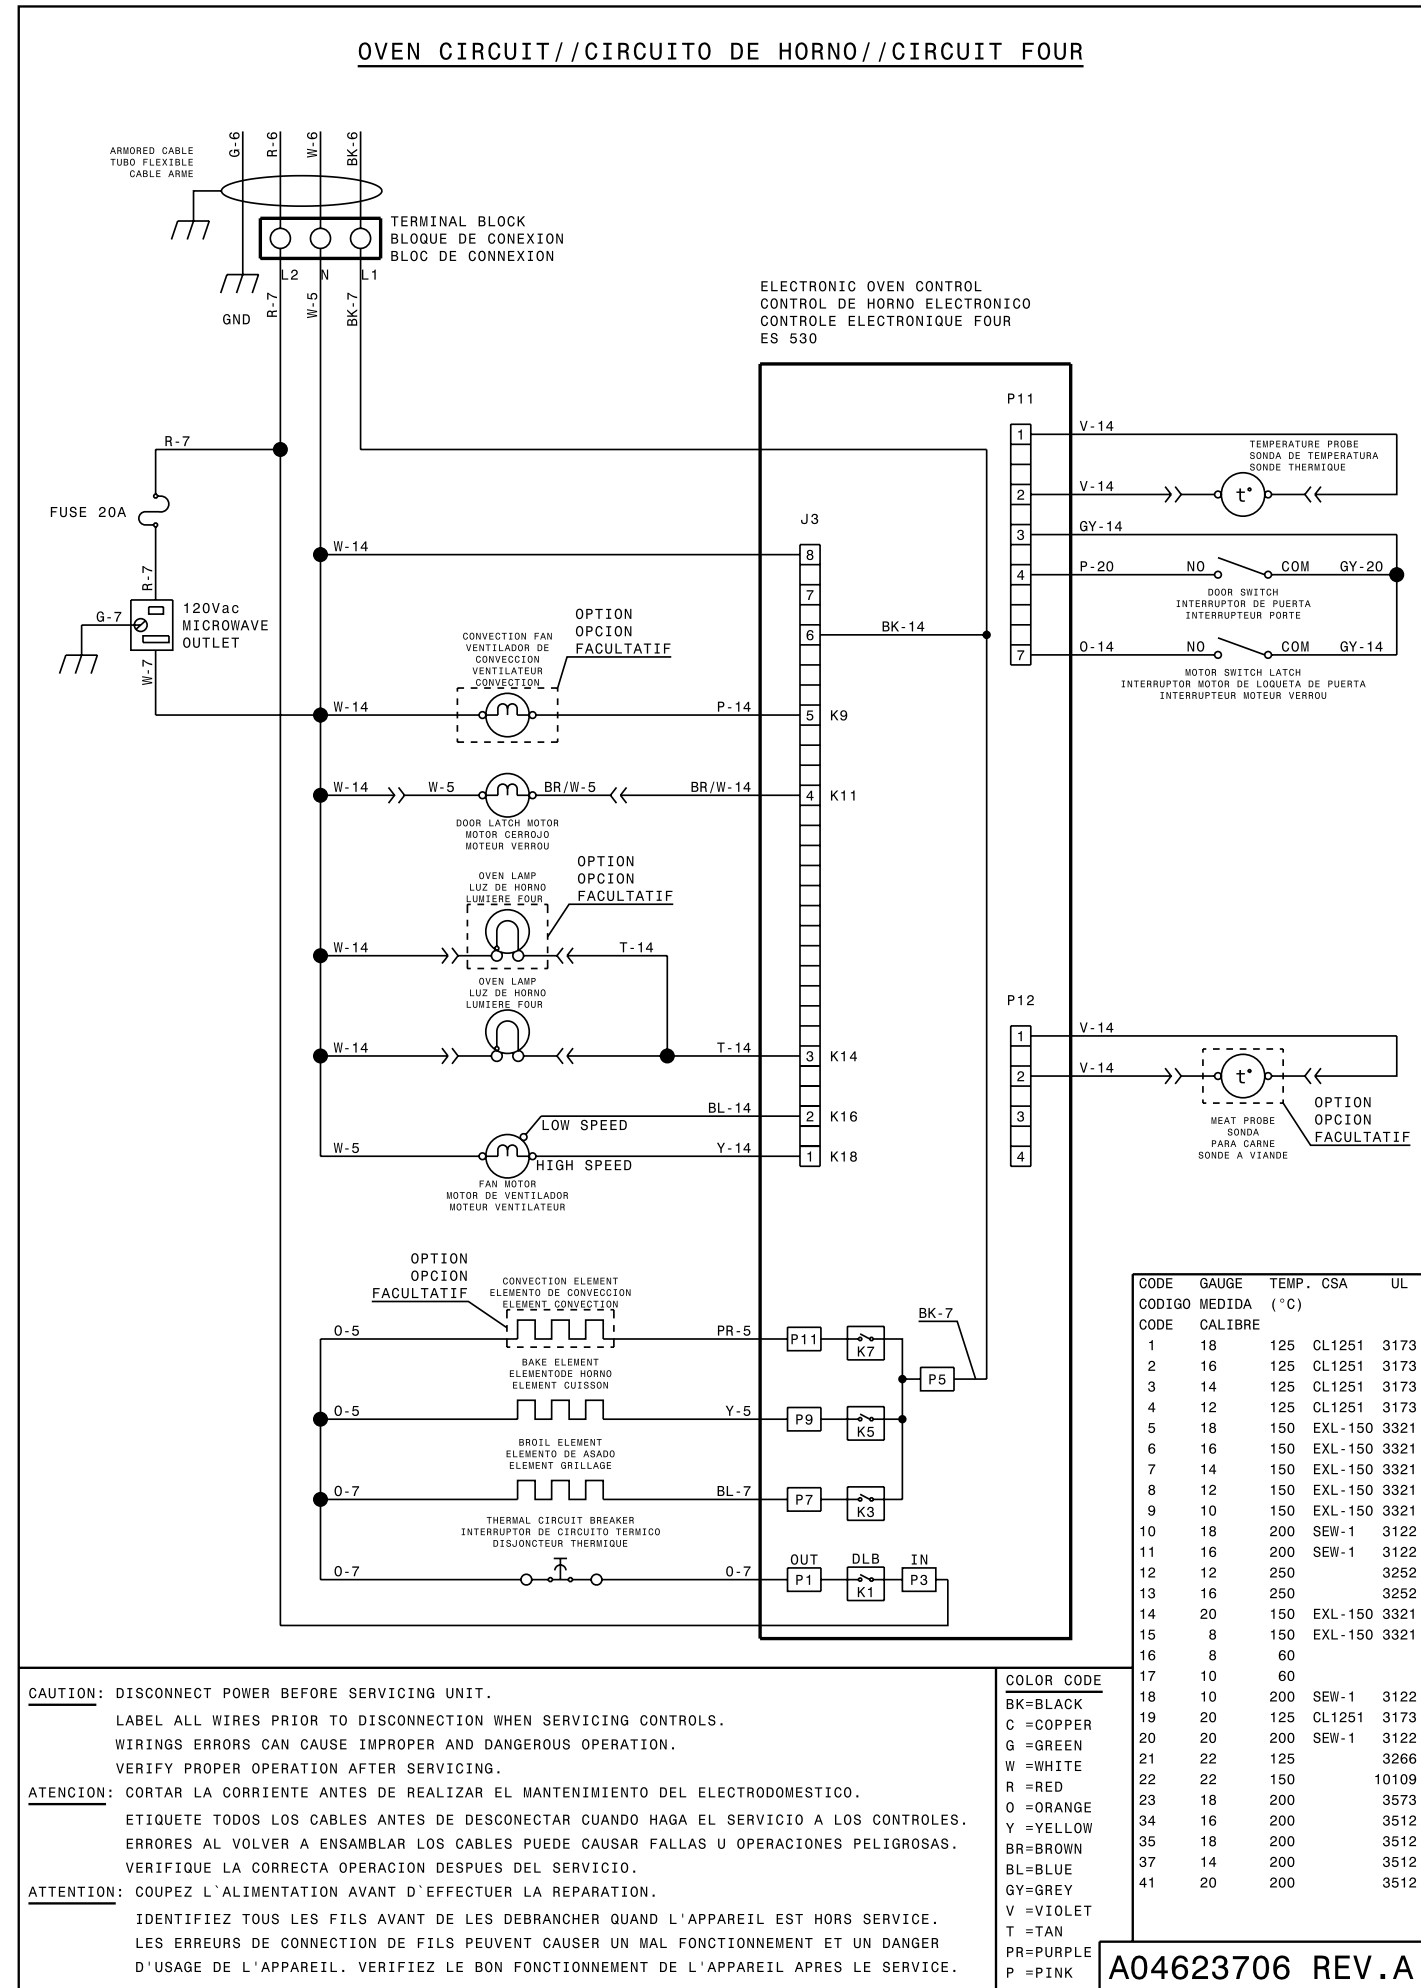 OVEN CIRCUIT//CIRCUITO DE HORNO//CIRCUIT FOUR
ARMORED CABLE
TUBO FLEXIBLE
CABLE ARME
G-6
R-6
W-6
BK-6
TERMINAL BLOCK
BLOQUE DE CONEXION
BLOC DE CONNEXION
L2 N L1
GND
R-7
W-5
BK-7
ELECTRONIC OVEN CONTROL
CONTROL DE HORNO ELECTRONICO
CONTROLE ELECTRONIQUE FOUR
ES 530
R-7
FUSE 20A
R-7
G-7
120Vac
MICROWAVE
OUTLET
W-7
J3
W-14 8
7
6 BK-14
CONVECTION FAN
VENTILADOR DE
CONVECCION
VENTILATEUR
CONVECTION
OPTION
OPCION
FACULTATIF
W-14 P-14 5 K9
W-14 W-5 BR/W-5 BR/W-14 4 K11
DOOR LATCH MOTOR
MOTOR CERROJO
MOTEUR VERROU
OPTION
OPCION
FACULTATIF
OVEN LAMP
LUZ DE HORNO
LUMIERE FOUR
W-14 T-14
OVEN LAMP
LUZ DE HORNO
LUMIERE FOUR
W-14 T-14 3 K14
BL-14 2 K16
LOW SPEED
W-5 Y-14 1 K18
HIGH SPEED
FAN MOTOR
MOTOR DE VENTILADOR
MOTEUR VENTILATEUR
P11
1 V-14
TEMPERATURE PROBE
SONDA DE TEMPERATURA
SONDE THERMIQUE
2 V-14 t°
3 GY-14
4 P-20 NO COM GY-20
DOOR SWITCH
INTERRUPTOR DE PUERTA
INTERRUPTEUR PORTE
7 O-14 NO COM GY-14
MOTOR SWITCH LATCH
INTERRUPTOR MOTOR DE LOQUETA DE PUERTA
INTERRUPTEUR MOTEUR VERROU
P12
1 V-14
2 V-14 t°
3
4
MEAT PROBE
SONDA
PARA CARNE
SONDE A VIANDE
OPTION
OPCION
FACULTATIF
OPTION
OPCION
FACULTATIF
CONVECTION ELEMENT
ELEMENTO DE CONVECCION
ELEMENT CONVECTION
O-5 PR-5 P11 K7
BK-7
P5
BAKE ELEMENT
ELEMENTODE HORNO
ELEMENT CUISSON
O-5 Y-5 P9 K5
BROIL ELEMENT
ELEMENTO DE ASADO
ELEMENT GRILLAGE
O-7 BL-7 P7 K3
THERMAL CIRCUIT BREAKER
INTERRUPTOR DE CIRCUITO TERMICO
DISJONCTEUR THERMIQUE
OUT DLB IN
O-7 O-7 P1 K1 P3
CODE GAUGE TEMP. CSA UL
CODIGO MEDIDA (°C)
CODE CALIBRE
1 18 125 CL1251 3173
2 16 125 CL1251 3173
3 14 125 CL1251 3173
4 12 125 CL1251 3173
5 18 150 EXL-150 3321
6 16 150 EXL-150 3321
7 14 150 EXL-150 3321
8 12 150 EXL-150 3321
9 10 150 EXL-150 3321
10 18 200 SEW-1 3122
11 16 200 SEW-1 3122
12 12 250 3252
13 16 250 3252
14 20 150 EXL-150 3321
15 8 150 EXL-150 3321
16 8 60
17 10 60
18 10 200 SEW-1 3122
19 20 125 CL1251 3173
20 20 200 SEW-1 3122
21 22 125 3266
22 22 150 10109
23 18 200 3573
34 16 200 3512
35 18 200 3512
37 14 200 3512
41 20 200 3512
CAUTION: DISCONNECT POWER BEFORE SERVICING UNIT.
LABEL ALL WIRES PRIOR TO DISCONNECTION WHEN SERVICING CONTROLS.
WIRINGS ERRORS CAN CAUSE IMPROPER AND DANGEROUS OPERATION.
VERIFY PROPER OPERATION AFTER SERVICING.
ATENCION: CORTAR LA CORRIENTE ANTES DE REALIZAR EL MANTENIMIENTO DEL ELECTRODOMESTICO.
ETIQUETE TODOS LOS CABLES ANTES DE DESCONECTAR CUANDO HAGA EL SERVICIO A LOS CONTROLES.
ERRORES AL VOLVER A ENSAMBLAR LOS CABLES PUEDE CAUSAR FALLAS U OPERACIONES PELIGROSAS.
VERIFIQUE LA CORRECTA OPERACION DESPUES DEL SERVICIO.
ATTENTION: COUPEZ L`ALIMENTATION AVANT D`EFFECTUER LA REPARATION.
IDENTIFIEZ TOUS LES FILS AVANT DE LES DEBRANCHER QUAND L'APPAREIL EST HORS SERVICE.
LES ERREURS DE CONNECTION DE FILS PEUVENT CAUSER UN MAL FONCTIONNEMENT ET UN DANGER
D'USAGE DE L'APPAREIL. VERIFIEZ LE BON FONCTIONNEMENT DE L'APPAREIL APRES LE SERVICE.
COLOR CODE
BK=BLACK
C =COPPER
G =GREEN
W =WHITE
R =RED
O =ORANGE
Y =YELLOW
BR=BROWN
BL=BLUE
GY=GREY
V =VIOLET
T =TAN
PR=PURPLE
P =PINK
A04623706 REV.A